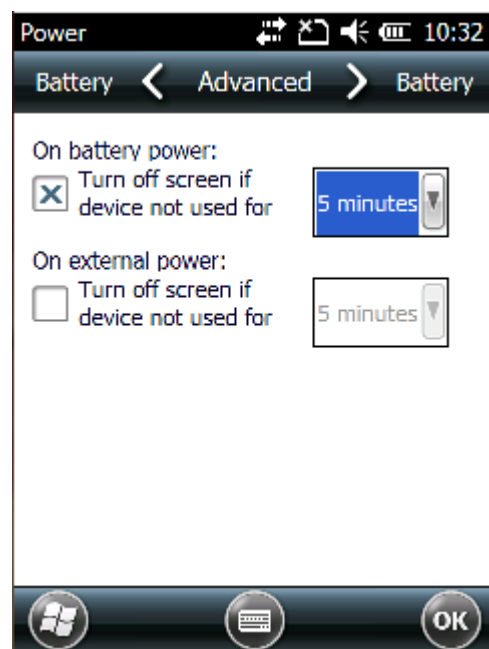 Power 10:32
Battery Advanced Battery
On battery power:
Turn off screen if
device not used for
5 minutes
On external power:
Turn off screen if
device not used for
5 minutes
OK